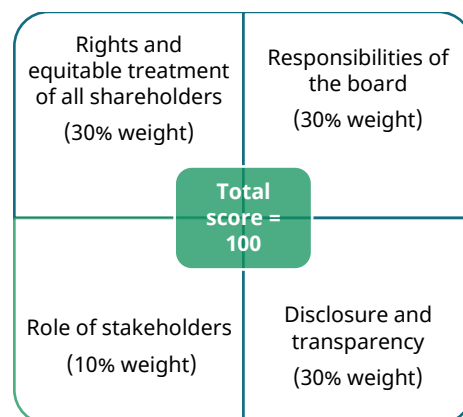 Rights and
equitable treatment
of all shareholders
(30% weight)
Responsibilities of
the board
(30% weight)
Total
score =
100
Role of stakeholders
(10% weight)
Disclosure and
transparency
(30% weight)